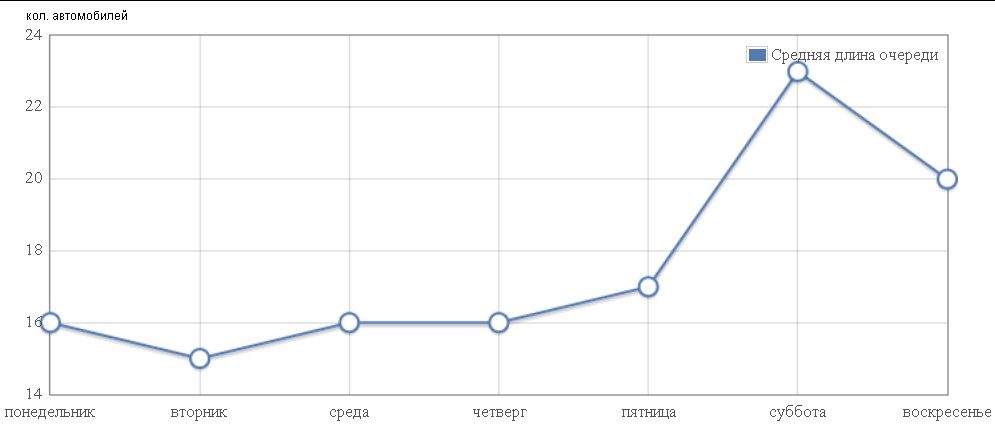 кол. автомобилей
24
Средняя длина очереди
22
20
18
16
14
понедельник вторник среда четверг пятница суббота воскресенье